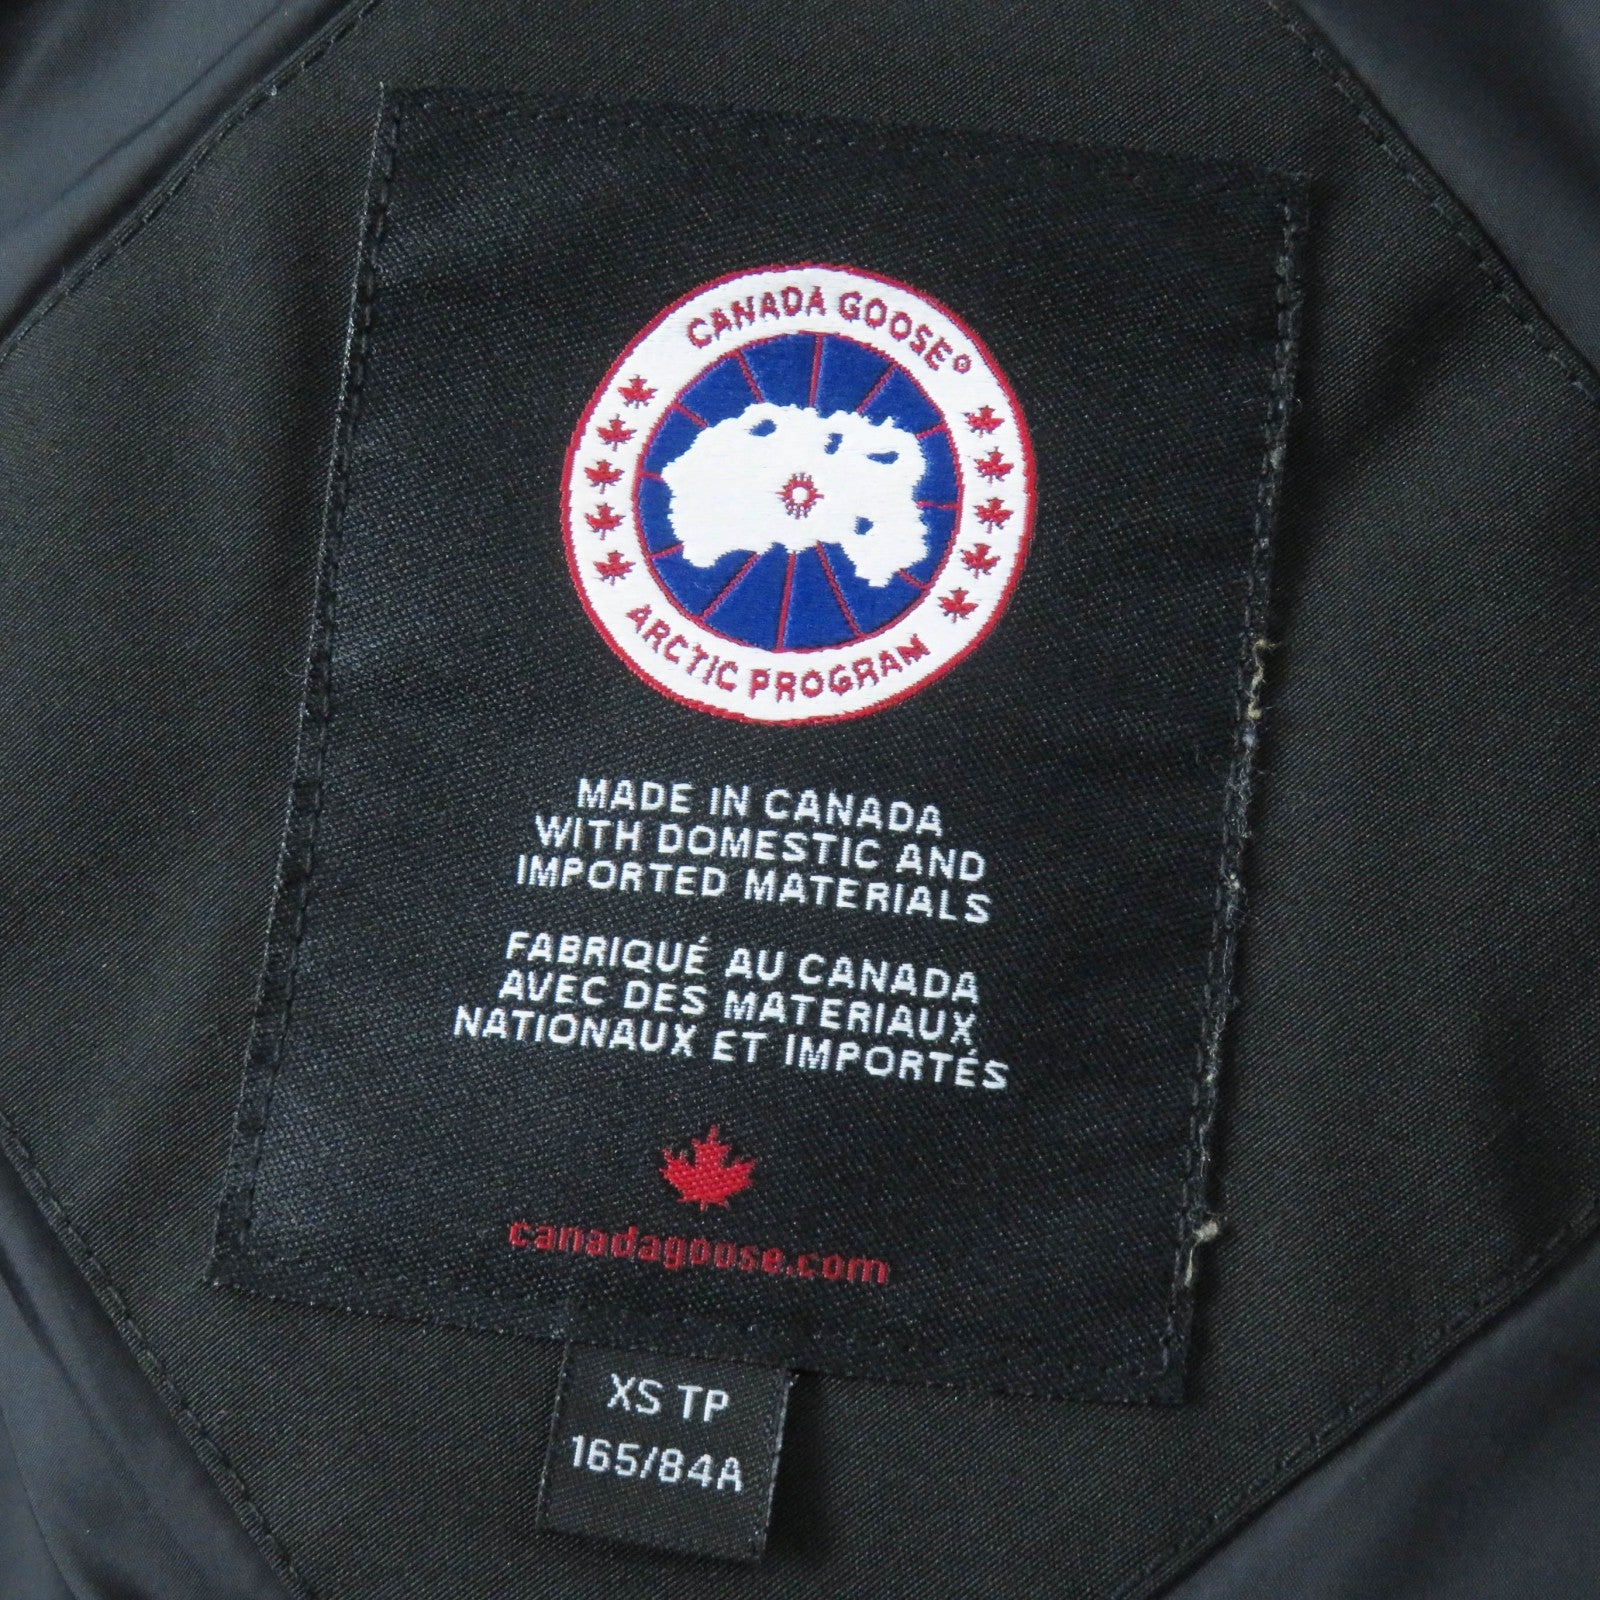 CANADA GOOSE®
ARCTIC PROGRAM
MADE IN CANADA
WITH DOMESTIC AND
IMPORTED MATERIALS
FABRIQUÉ AU CANADA
AVEC DES MATERIAUX
NATIONAUX ET IMPORTÉS
canadagoose.com
XS TP
165/84A